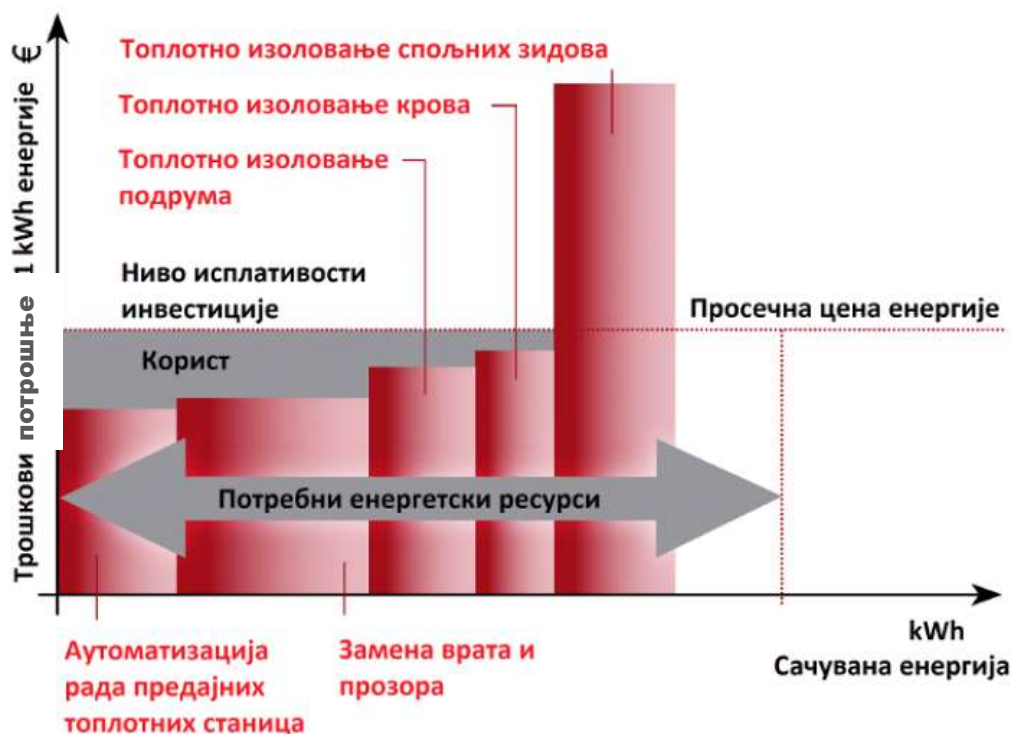 Трошкови потрошње 1 kWh енергије €
Топлотно изоловање спољних зидова
Топлотно изоловање крова
Топлотно изоловање
подрума
Ниво исплативости
инвестиције
Просечна цена енергије
Корист
Потребни енергетски ресурси
kWh
Сачувана енергија
Аутоматизација
рада предајних
топлотних станица
Замена врата и
прозора